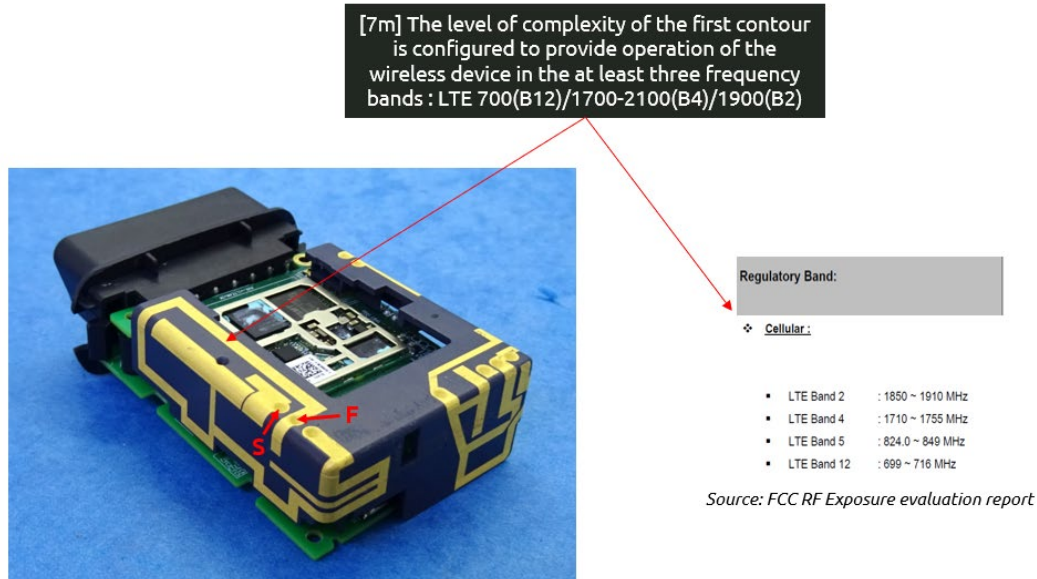 [7m] The level of complexity of the first contour
is configured to provide operation of the
wireless device in the at least three frequency
bands : LTE 700(B12)/1700-2100(B4)/1900(B2)
F
S
Regulatory Band:
❖ Cellular :
▪ LTE Band 2 : 1850 ~ 1910 MHz
▪ LTE Band 4 : 1710 ~ 1755 MHz
▪ LTE Band 5 : 824.0 ~ 849 MHz
▪ LTE Band 12 : 699 ~ 716 MHz
Source: FCC RF Exposure evaluation report